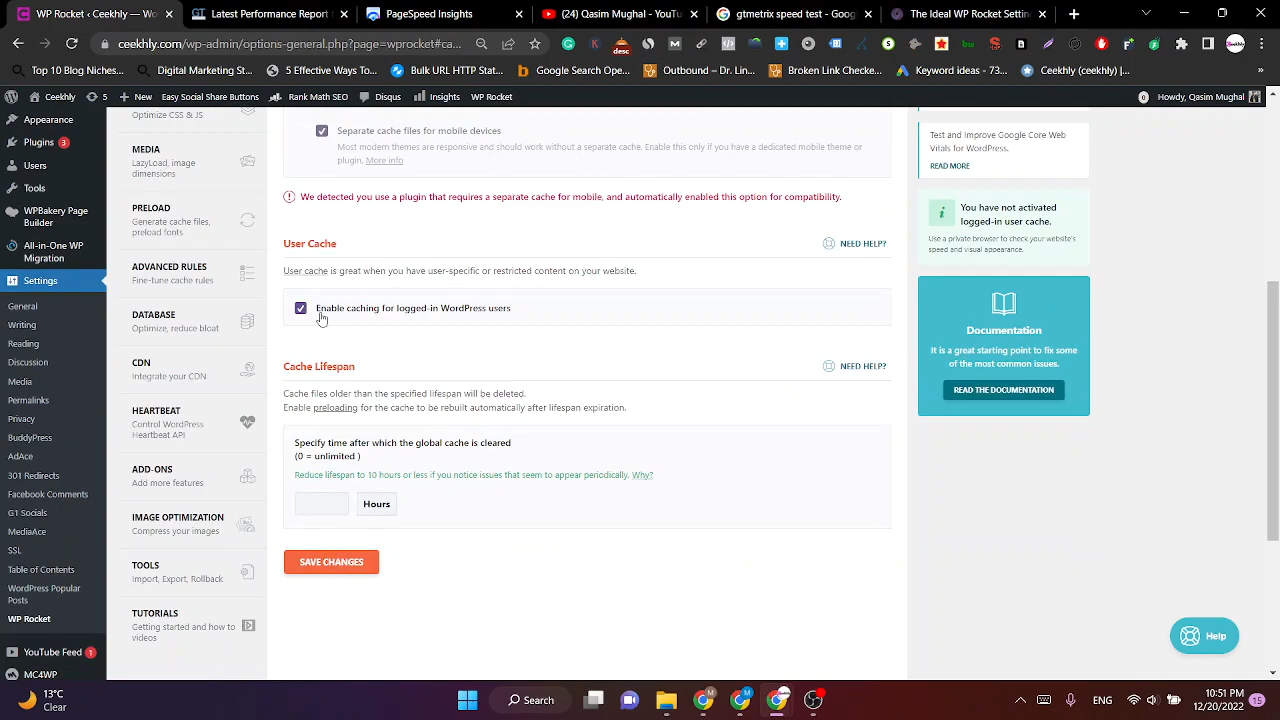 Ceekhly — WordPress
Latest Performance Report f
PageSpeed Insights
(24) Qasim Mughal - YouTu
gtmetrix speed test - Goog
The Ideal WP Rocket Settin
ceekhly.com/wp-admin/options-general.php?page=wprocket#ca...
desc
Top 10 Blog Niches...
Digital Marketing S...
5 Effectives Ways To...
Bulk URL HTTP Stat...
Google Search Op...
Outbound – Dr. Lin...
Broken Link Checke...
Keyword - 73...
Ceekhly (ceekhly.)...
»
Ceekhly
5
New
Easy Social Share Buttons
Rank Math SEO
Disqus
Insights
WP Rocket
0
Howdy, Qasim Mughal
Appearance
Plugins 3
Users
Tools
WPBakery Page
Builder
All-in-One WP
Migration
Settings
General
Writing
Reading
Discussion
Media
Permalinks
Privacy
BuddyPress
AdAce
301 Redirects
Facebook Comments
G1 Socials
MediaAce
SSL
Table of Contents
WordPress Popular
Posts
WP Rocket
YouTube Feed 1
MC4WP
Optimize CSS & JS
MEDIA
LazyLoad, image
dimensions
PRELOAD
Generate cache files,
preload fonts
ADVANCED RULES
Fine-tune cache rules
DATABASE
Optimize, reduce bloat
CDN
Integrate your CDN
HEARTBEAT
Control WordPress
Heartbeat API
ADD-ONS
Add more features
IMAGE OPTIMIZATION
Compress your images
TOOLS
Import, Export, Rollback
TUTORIALS
Getting started and how to
videos
Separate cache files for mobile devices
Most modern themes are responsive and should work without a separate cache. Enable this only if you have a dedicated mobile theme or
plugin. More info
We detected you use a plugin that requires a separate cache for mobile, and automatically enabled this option for compatibility.
User Cache
NEED HELP?
User cache is great when you have user-specific or restricted content on your website.
Enable caching for logged-in WordPress users
Cache Lifespan
NEED HELP?
Cache files older than the specified lifespan will be deleted.
Enable preloading for the cache to be rebuilt automatically after lifespan expiration.
Specify time after which the global cache is cleared
(0 = unlimited )
Reduce lifespan to 10 hours or less if you notice issues that seem to appear periodically. Why?
Hours
SAVE CHANGES
Test and Improve Google Core Web
Vitals for WordPress.
READ MORE
You have not activated
logged-in user cache.
Use a private browser to check your website's
speed and visual appearance.
Documentation
It is a great starting point to fix some
of the most common issues.
READ THE DOCUMENTATION
Help
13°C
Clear
Search
ENG
10:51 PM
12/20/2022
15